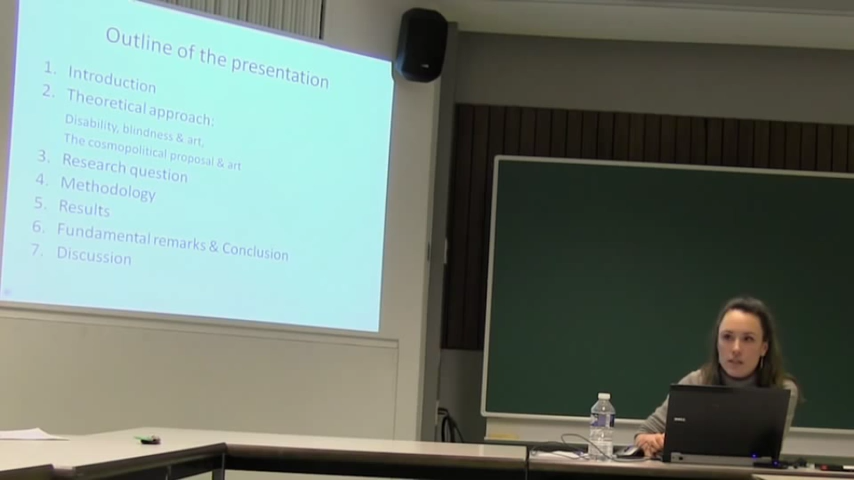 Outline of the presentation
1. Introduction
2. Theoretical approach:
Disability, blindness & art,
The cosmopolitical proposal & art
3. Research question
4. Methodology
5. Results
6. Fundamental remarks & Conclusion
7. Discussion
DELL